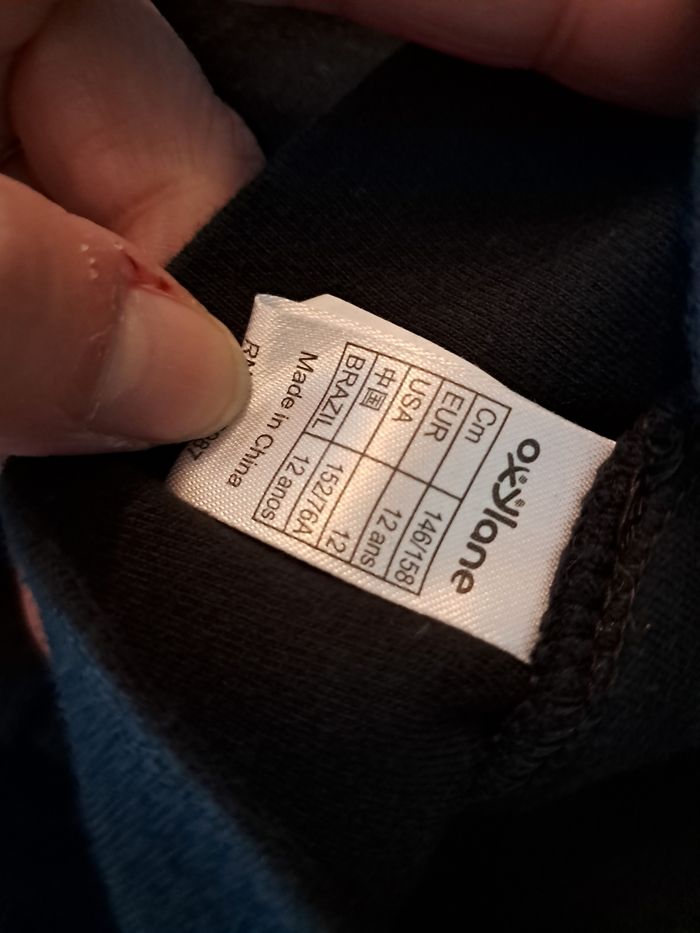 oxylane
Cm 146/158
EUR 12 ans
USA 12
中国 152/76A
BRAZIL 12 anos
Made in China